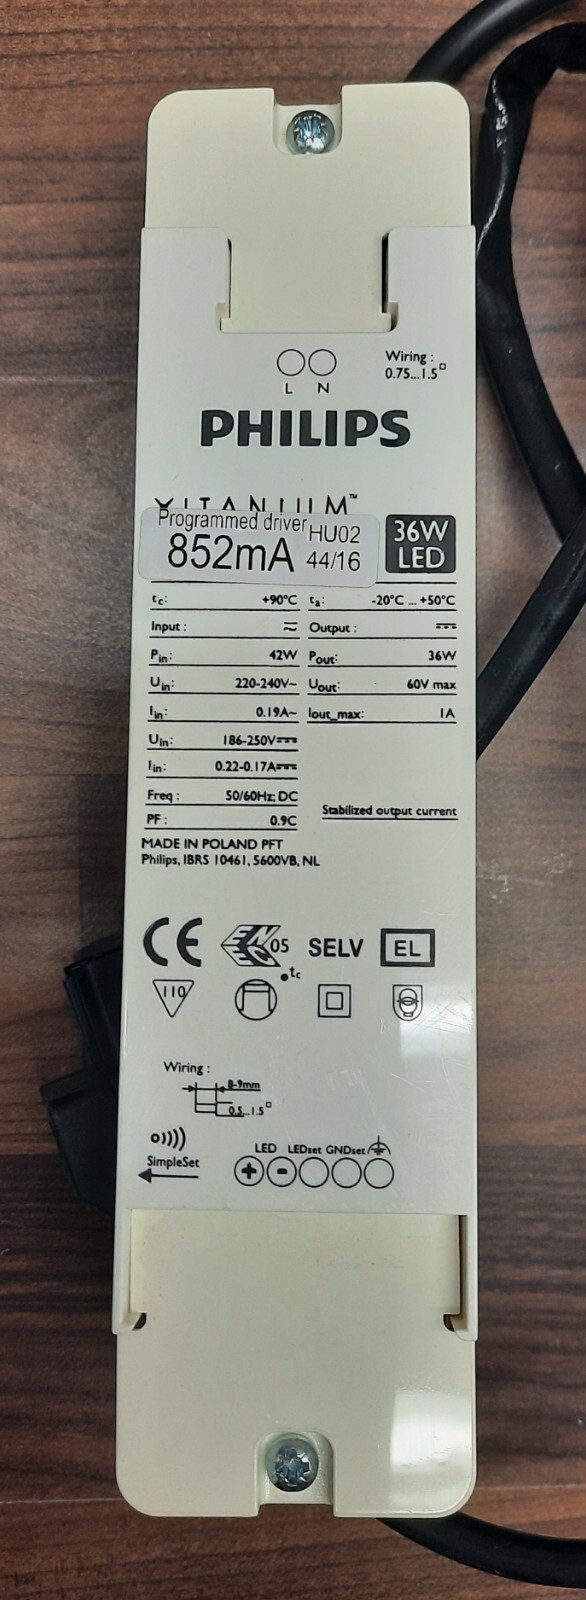 L N
Wiring :
0.75...1.5□
PHILIPS
XITANIUM™
Programmed driver HU02
852mA 44/16
36W
LED
tc: +90°C ta: -20°C ... +50°C
Input : Output :
Pin: 42W Pout: 36W
Uin: 220-240V~ Uout: 60V max
Iin: 0.19A~ Iout_max: 1A
Uin: 186-250V⎓
Iin: 0.22-0.17A⎓
Freq : 50/60Hz; DC
PF : 0.9C
Stabilized output current
MADE IN POLAND PFT
Philips, IBRS 10461, 5600VB, NL
CE ENEC 05 SELV EL
110 tc
Wiring :
8-9mm
0.5...1.5□
SimpleSet
LED LEDset GNDset/⏚
+ -